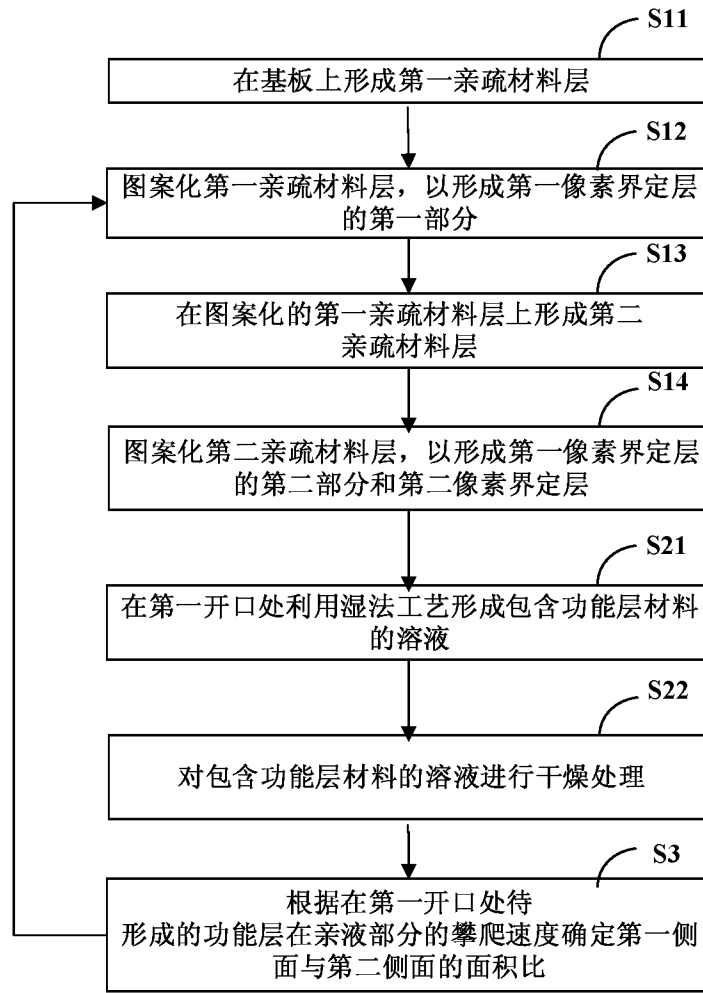 S11
在基板上形成第一亲疏材料层
S12
图案化第一亲疏材料层，以形成第一像素界定层
的第一部分
S13
在图案化的第一亲疏材料层上形成第二
亲疏材料层
S14
图案化第二亲疏材料层，以形成第一像素界定层
的第二部分和第二像素界定层
S21
在第一开口处利用湿法工艺形成包含功能层材料
的溶液
S22
对包含功能层材料的溶液进行干燥处理
S3
根据在第一开口处待
形成的功能层在亲液部分的攀爬速度确定第一侧
面与第二侧面的面积比